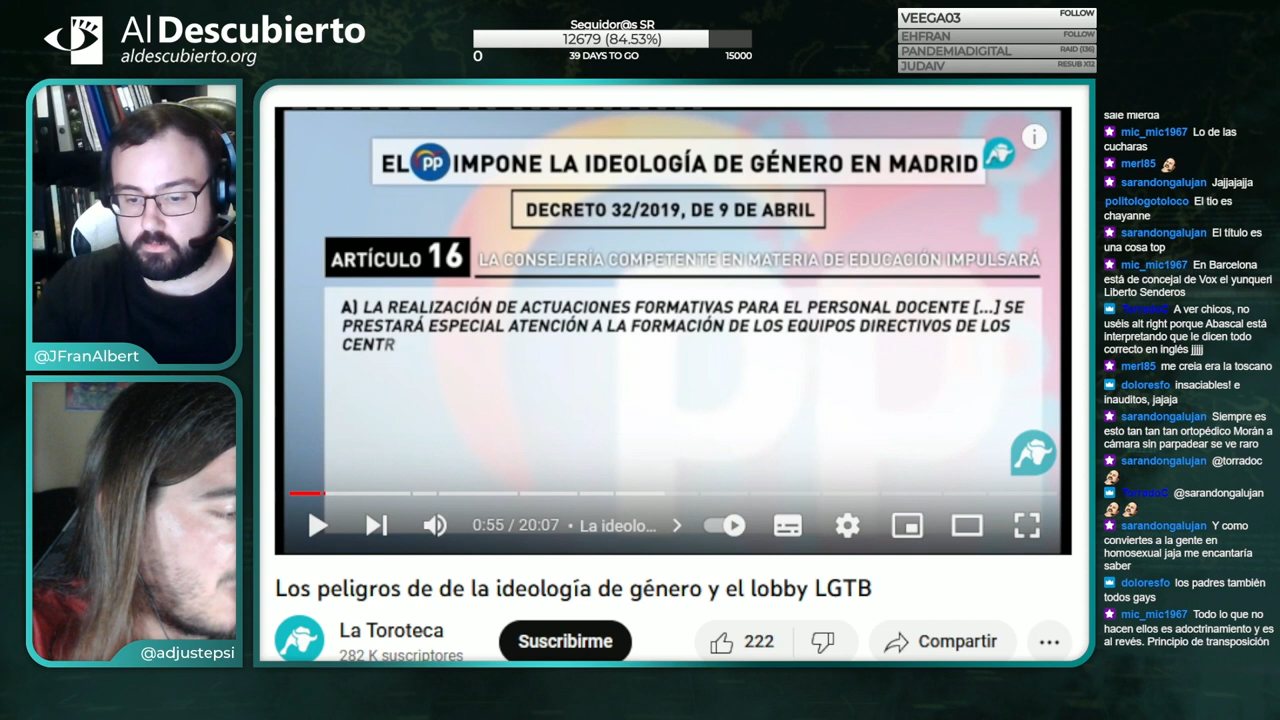 Al Descubierto
aldescubierto.org
Seguidor@s SR
12679 (84.53%)
0
39 DAYS TO GO
15000
VEEGA03 FOLLOW
EHFRAN FOLLOW
PANDEMIADIGITAL RAID (136)
JUDAIV RESUB X12
@JFranAlbert
@adjustepsi
EL PP IMPONE LA IDEOLOGÍA DE GÉNERO EN MADRID
DECRETO 32/2019, DE 9 DE ABRIL
ARTÍCULO 16 LA CONSEJERÍA COMPETENTE EN MATERIA DE EDUCACIÓN IMPULSARÁ
A) LA REALIZACIÓN DE ACTUACIONES FORMATIVAS PARA EL PERSONAL DOCENTE [...] SE
PRESTARÁ ESPECIAL ATENCIÓN A LA FORMACIÓN DE LOS EQUIPOS DIRECTIVOS DE LOS
CENTR
0:55 / 20:07 • La ideolo...
Los peligros de de la ideología de género y el lobby LGTB
La Toroteca
282 K suscriptores
Suscribirme
222
Compartir
sale mierda
mic_mic1967 Lo de las
cucharas
merl85
sarandongalujan Jajjajajja
politologotoloco El tio es
chayanne
sarandongalujan El título es
una cosa top
mic_mic1967 En Barcelona
está de concejal de Vox el yunqueri
Liberto Senderos
TorradoC A ver chicos, no
uséis alt right porque Abascal está
interpretando que le dicen todo
correcto en inglés jjjjj
merl85 me creia era la toscano
doloresfo insaciables! e
inauditos, jajaja
sarandongalujan Siempre es
esto tan tan tan ortopédico Morán a
cámara sin parpadear se ve raro
sarandongalujan @torradoc
TorradoC @sarandongalujan
sarandongalujan Y como
conviertes a la gente en
homosexual jaja me encantaría
saber
doloresfo los padres también
todos gays
mic_mic1967 Todo lo que no
hacen ellos es adoctrinamiento y es
al revés. Principio de transposición